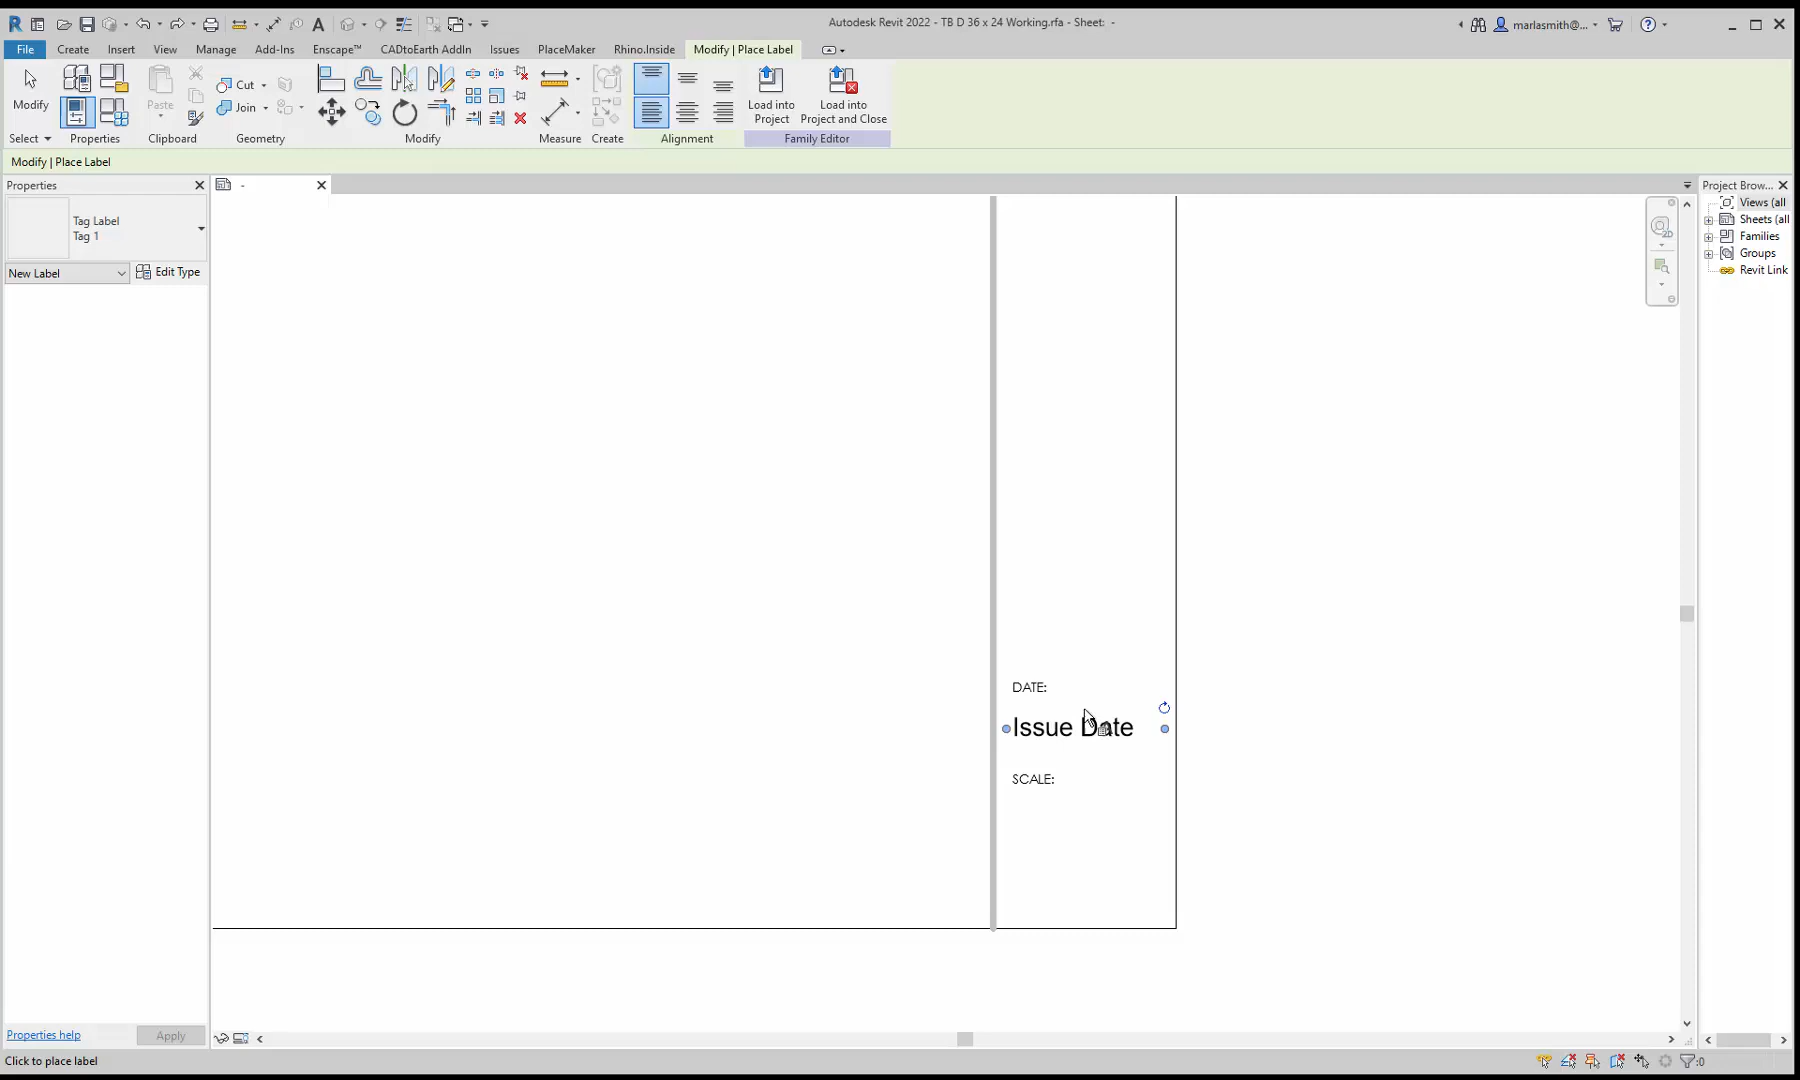 Autodesk Revit 2022 - TB D 36 x 24 Working.rfa - Sheet: -
marlasmith@...
File Create Insert View Manage Add-Ins Enscape™ CADtoEarth AddIn Issues PlaceMaker Rhino.Inside Modify | Place Label
Modify
Paste
Cut
Join
Load into Project
Load into Project and Close
Select Properties Clipboard Geometry Modify Measure Create Alignment Family Editor
Modify | Place Label
Properties
-
Project Brow...
Tag Label
Tag 1
New Label
Edit Type
Views (all
Sheets (all
Families
Groups
Revit Link
2D
DATE:
Issue Date
SCALE:
Properties help
Apply
Click to place label
:0